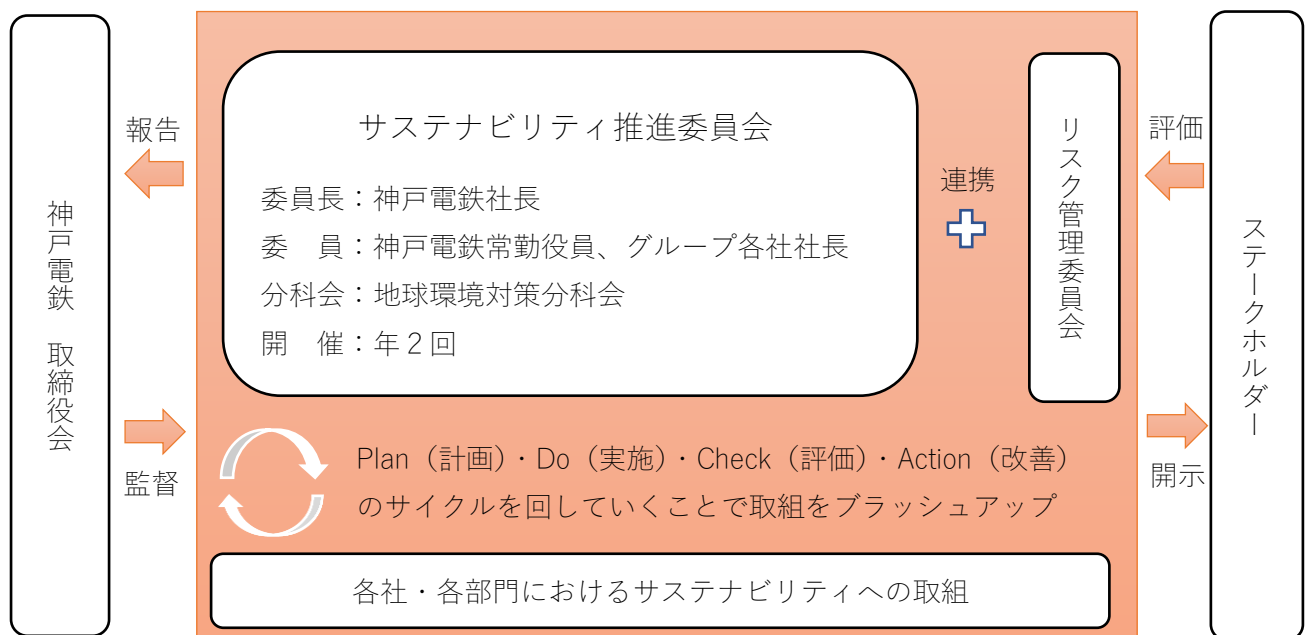 神戸電鉄　取締役会
報告
監督
サステナビリティ推進委員会
委員長：神戸電鉄社長
委　員：神戸電鉄常勤役員、グループ各社社長
分科会：地球環境対策分科会
開　催：年２回
連携
リスク管理委員会
Plan（計画）・Do（実施）・Check（評価）・Action（改善）
のサイクルを回していくことで取組をブラッシュアップ
各社・各部門におけるサステナビリティへの取組
評価
開示
ステークホルダー